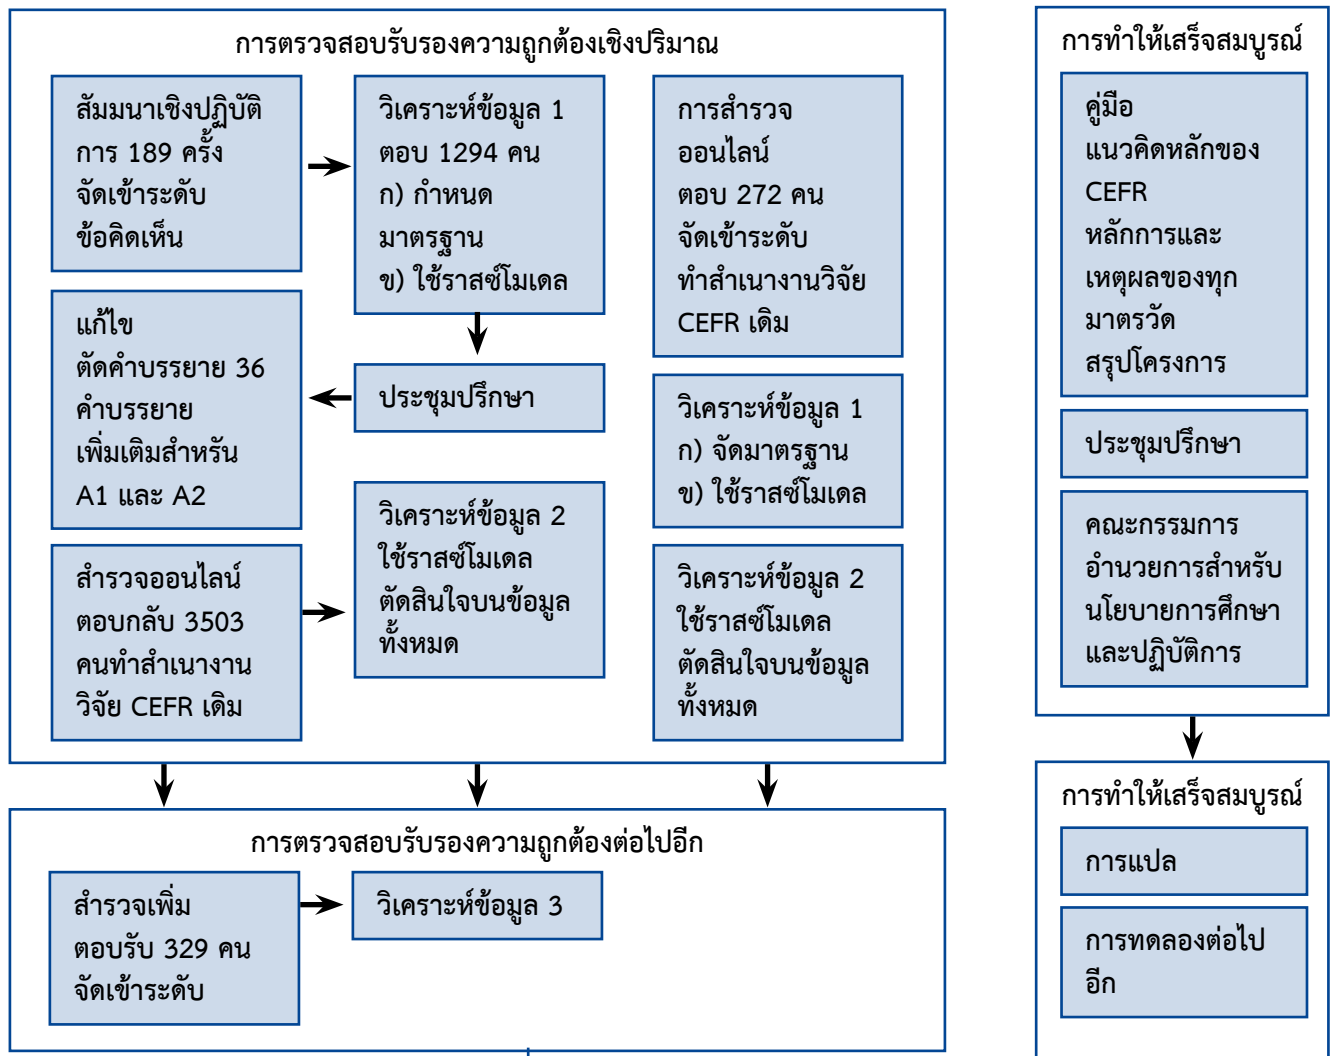 การตรวจสอบรับรองความถูกต้องเชิงปริมาณ
สัมมนาเชิงปฏิบัติ
การ 189 ครั้ง
จัดเข้าระดับ
ข้อคิดเห็น
วิเคราะห์ข้อมูล 1
ตอบ 1294 คน
ก) กำหนด
มาตรฐาน
ข) ใช้ราสซ์โมเดล
การสำรวจ
ออนไลน์
ตอบ 272 คน
จัดเข้าระดับ
ทำสำเนางานวิจัย
CEFR เดิม
แก้ไข
ตัดคำบรรยาย 36
คำบรรยาย
เพิ่มเติมสำหรับ
A1 และ A2
ประชุมปรึกษา
วิเคราะห์ข้อมูล 1
ก) จัดมาตรฐาน
ข) ใช้ราสซ์โมเดล
สำรวจออนไลน์
ตอบกลับ 3503
คนทำสำเนางาน
วิจัย CEFR เดิม
วิเคราะห์ข้อมูล 2
ใช้ราสซ์โมเดล
ตัดสินใจบนข้อมูล
ทั้งหมด
วิเคราะห์ข้อมูล 2
ใช้ราสซ์โมเดล
ตัดสินใจบนข้อมูล
ทั้งหมด
การตรวจสอบรับรองความถูกต้องต่อไปอีก
สำรวจเพิ่ม
ตอบรับ 329 คน
จัดเข้าระดับ
วิเคราะห์ข้อมูล 3
การทำให้เสร็จสมบูรณ์
คู่มือ
แนวคิดหลักของ
CEFR
หลักการและ
เหตุผลของทุก
มาตรวัด
สรุปโครงการ
ประชุมปรึกษา
คณะกรรมการ
อำนวยการสำหรับ
นโยบายการศึกษา
และปฏิบัติการ
การทำให้เสร็จสมบูรณ์
การแปล
การทดลองต่อไป
อีก